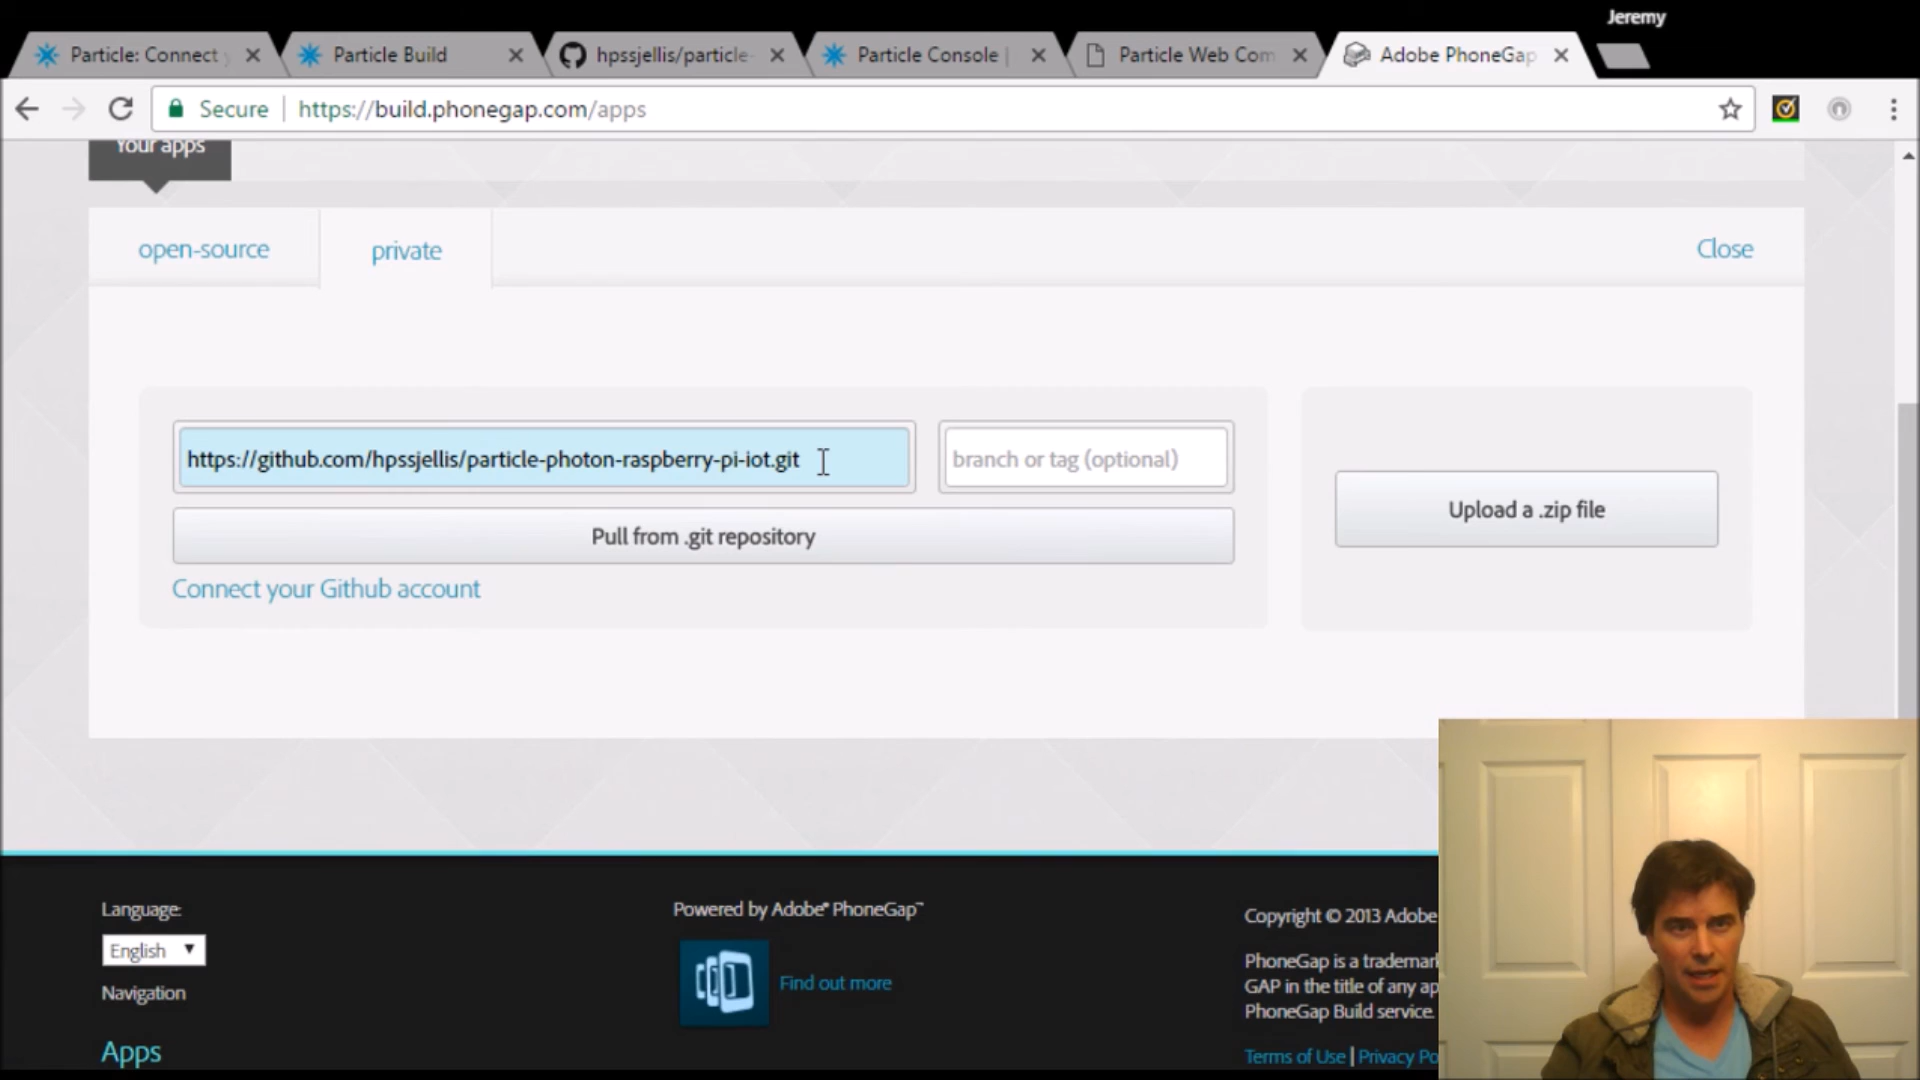 Jeremy
Particle: Connect
Particle Build
hpssjellis/particle-
Particle Console |
Particle Web Com
Adobe PhoneGap
Secure | https://build.phonegap.com/apps
Your apps
open-source
private
Close
https://github.com/hpssjellis/particle-photon-raspberry-pi-iot.git
branch or tag (optional)
Upload a .zip file
Pull from .git repository
Connect your Github account
Language:
English
Navigation
Apps
Powered by Adobe® PhoneGap™
Find out more
Copyright © 2013 Adobe
PhoneGap is a trademark
GAP in the title of any ap
PhoneGap Build service.
Terms of Use | Privacy Po